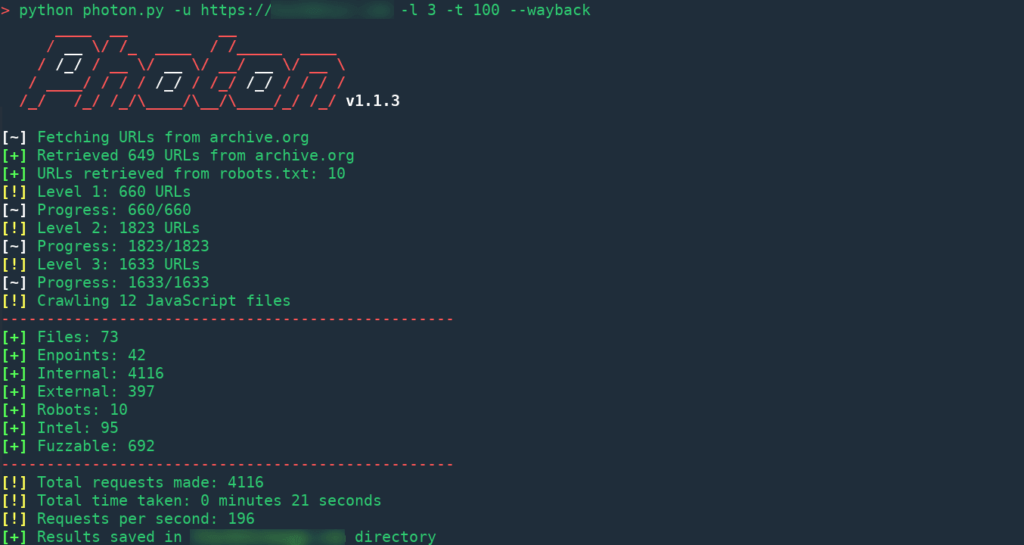 > python photon.py -u https:// -l 3 -t 100 --wayback
Photon v1.1.3
[~] Fetching URLs from archive.org
[+] Retrieved 649 URLs from archive.org
[+] URLs retrieved from robots.txt: 10
[!] Level 1: 660 URLs
[~] Progress: 660/660
[!] Level 2: 1823 URLs
[~] Progress: 1823/1823
[!] Level 3: 1633 URLs
[~] Progress: 1633/1633
[!] Crawling 12 JavaScript files
--------------------------------------------------
[+] Files: 73
[+] Enpoints: 42
[+] Internal: 4116
[+] External: 397
[+] Robots: 10
[+] Intel: 95
[+] Fuzzable: 692
--------------------------------------------------
[!] Total requests made: 4116
[!] Total time taken: 0 minutes 21 seconds
[!] Requests per second: 196
[+] Results saved in directory